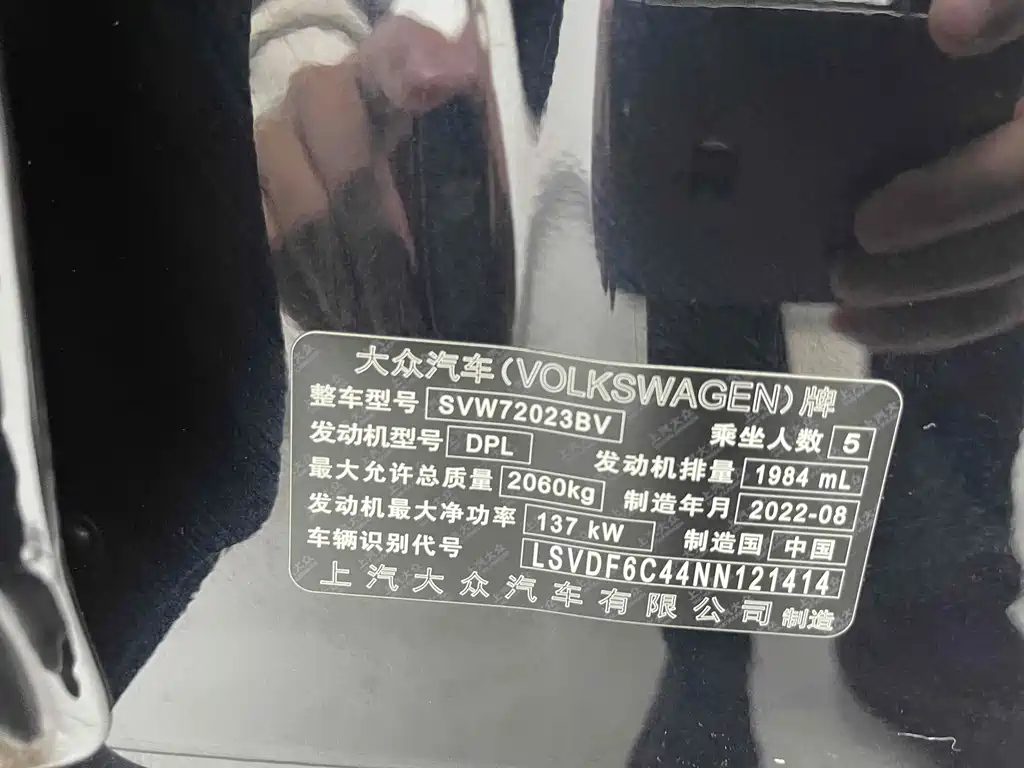 大众汽车(VOLKSWAGEN)牌
整车型号 SVW72023BV 乘坐人数 5
发动机型号 DPL 发动机排量 1984 mL
最大允许总质量 2060kg 制造年月 2022-08
发动机最大净功率 137 kW 制造国 中国
车辆识别代号 LSVDF6C44NN121414
上汽大众汽车有限公司 制造